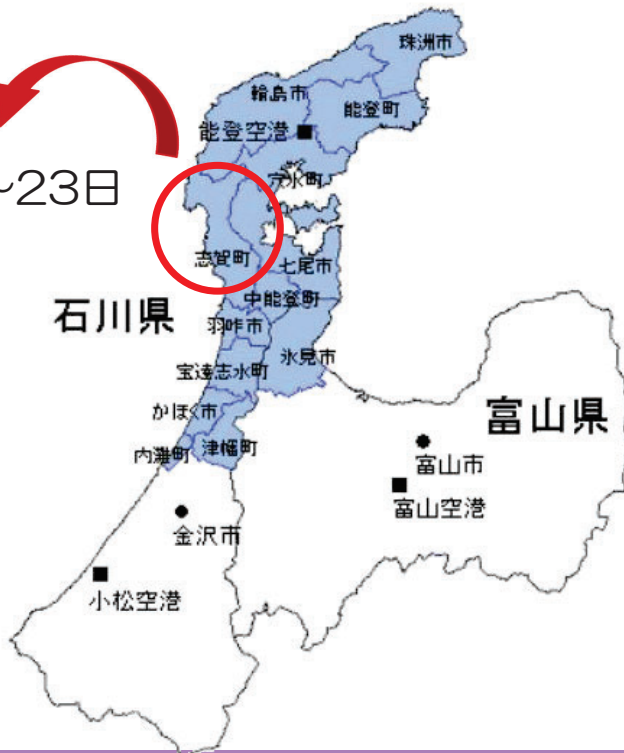 珠洲市
輪島市
能登町
能登空港
穴水町
~23日
志賀町
七尾市
中能登町
石川県
羽咋市
氷見市
宝達志水町
かほく市
富山県
内灘町
津幡町
富山市
富山空港
金沢市
小松空港